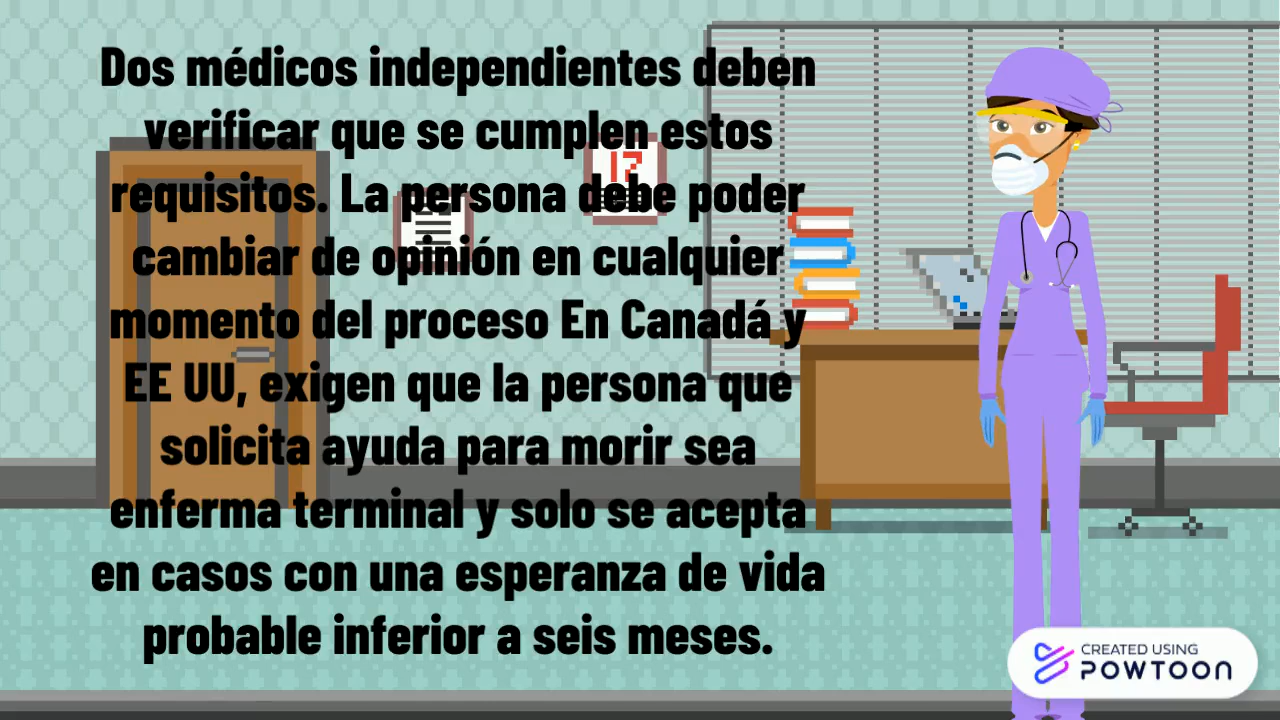 Dos médicos independientes deben
verificar que se cumplen estos
requisitos. La persona debe poder
cambiar de opinión en cualquier
momento del proceso En Canadá y
EE UU, exigen que la persona que
solicita ayuda para morir sea
enferma terminal y solo se acepta
en casos con una esperanza de vida
probable inferior a seis meses.
17
CREATED USING
POWTOON